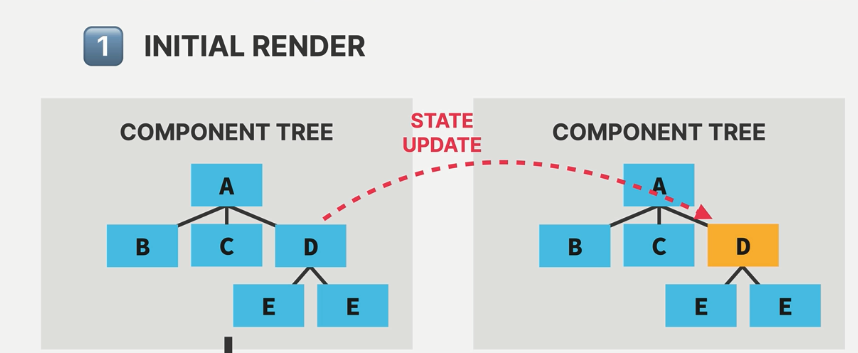 1 INITIAL RENDER
COMPONENT TREE
A
B C D
E E
STATE
UPDATE
COMPONENT TREE
A
B C D
E E